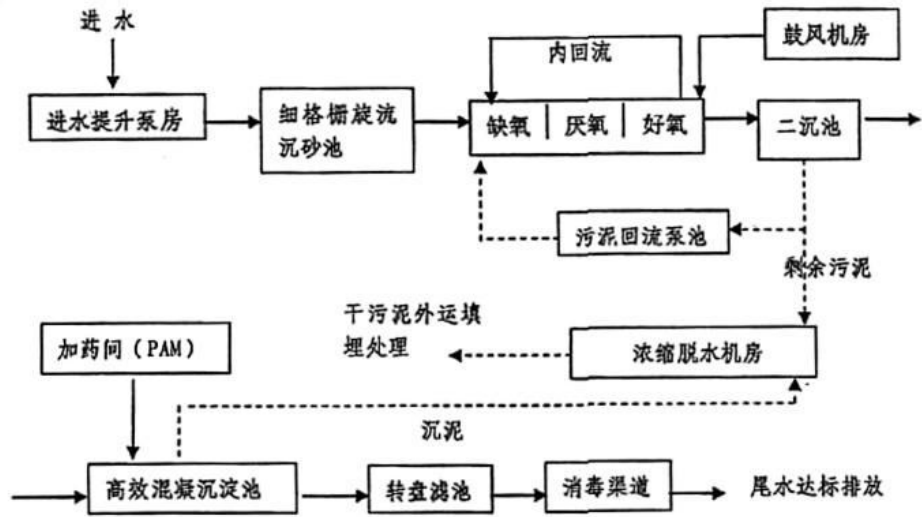 进 水
鼓风机房
内回流
进水提升泵房
细格栅旋流
沉砂池
缺氧 | 厌氧 | 好氧
二沉池
污泥回流泵池
剩余污泥
干污泥外运填
埋处理
加药间（PAM）
浓缩脱水机房
沉泥
高效混凝沉淀池
转盘滤池
消毒渠道
尾水达标排放